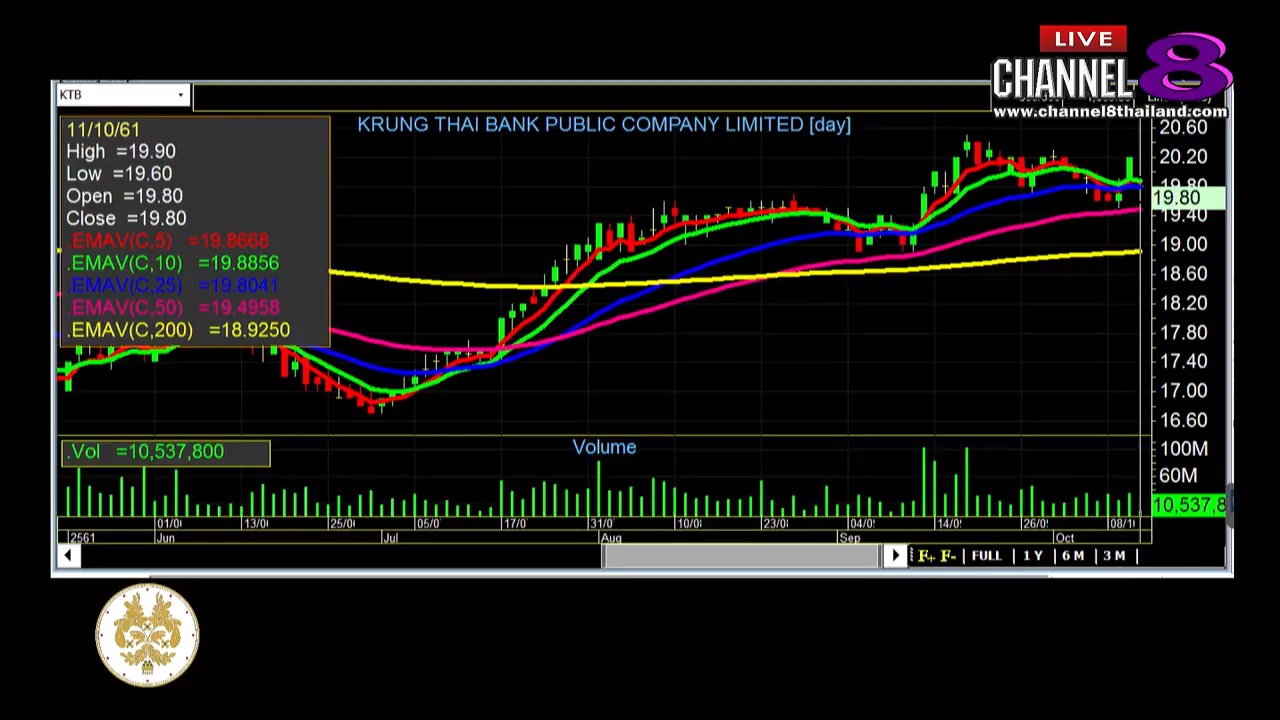 LIVE
CHANNEL 8
www.channel8thailand.com
KTB
KRUNG THAI BANK PUBLIC COMPANY LIMITED [day]
11/10/61
High =19.90
Low =19.60
Open =19.80
Close =19.80
.EMAV(C,5) =19.8668
.EMAV(C,10) =19.8856
.EMAV(C,25) =19.8041
.EMAV(C,50) =19.4958
.EMAV(C,200) =18.9250
20.60
20.20
19.80
19.80
19.40
19.00
18.60
18.20
17.80
17.40
17.00
16.60
.Vol =10,537,800
Volume
100M
60M
10,537,8
01/0 13/0 25/0 05/0 17/0 31/0 10/0 23/0 04/0 14/0 26/0 08/1
2561 Jun Jul Aug Sep Oct
F+ F- FULL 1 Y 6 M 3 M